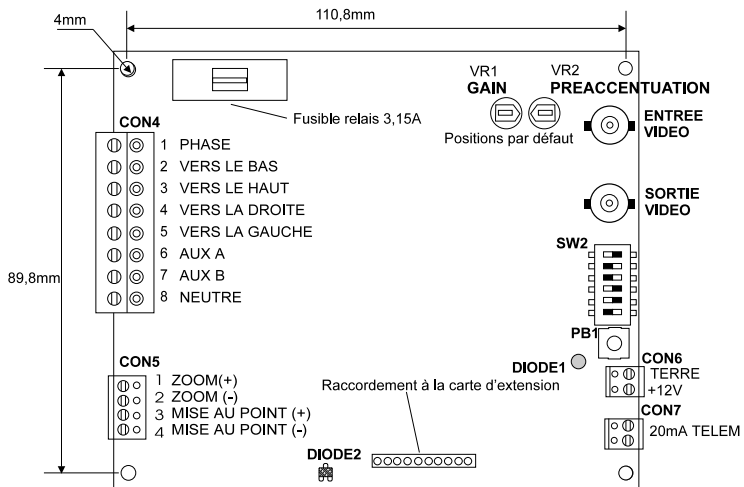 110,8mm
4mm
VR1
GAIN
VR2
PREACCENTUATION
Fusible relais 3,15A
Positions par défaut
ENTREE
VIDEO
CON4
1 PHASE
2 VERS LE BAS
3 VERS LE HAUT
4 VERS LA DROITE
5 VERS LA GAUCHE
6 AUX A
7 AUX B
8 NEUTRE
SORTIE
VIDEO
SW2
89,8mm
PB1
CON5
1 ZOOM(+)
2 ZOOM (-)
3 MISE AU POINT (+)
4 MISE AU POINT (-)
DIODE1
CON6
TERRE
+12V
Raccordement à la carte d'extension
CON7
20mA TELEM
DIODE2